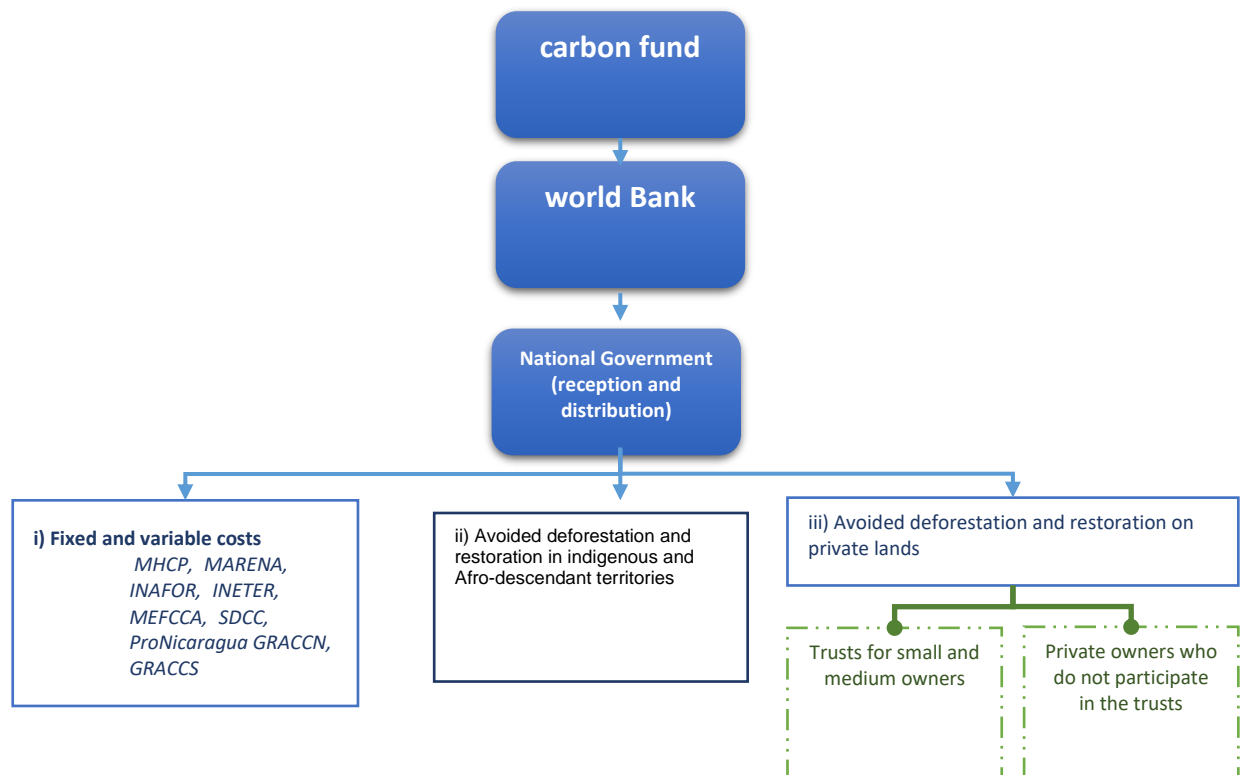 carbon fund
world Bank
National Government
(reception and
distribution)
i) Fixed and variable costs
MHCP, MARENA,
INAFOR, INETER,
MEFCCA, SDCC,
ProNicaragua GRACCN,
GRACCS
ii) Avoided deforestation and
restoration in indigenous and
Afro-descendant territories
iii) Avoided deforestation and restoration on
private lands
Trusts for small and
medium owners
Private owners who
do not participate
in the trusts